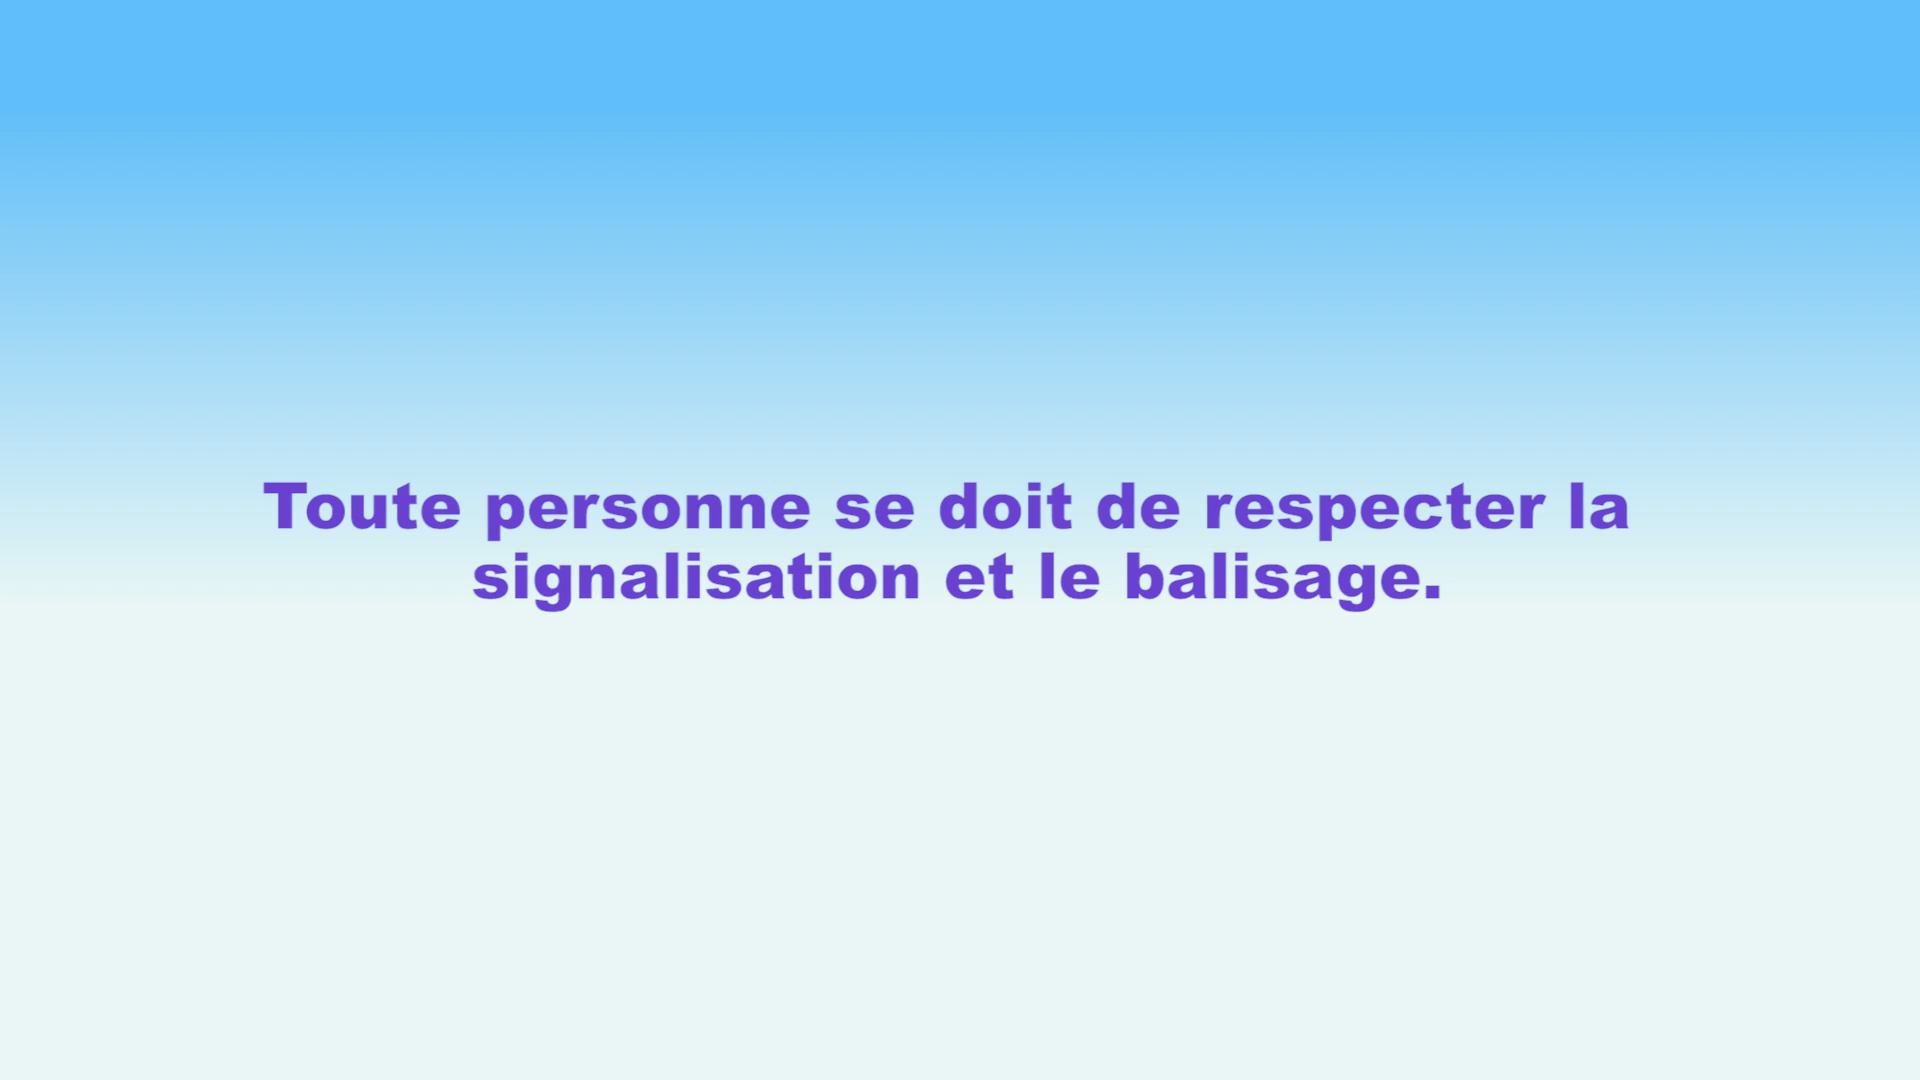 Toute personne se doit de respecter la
signalisation et le balisage.